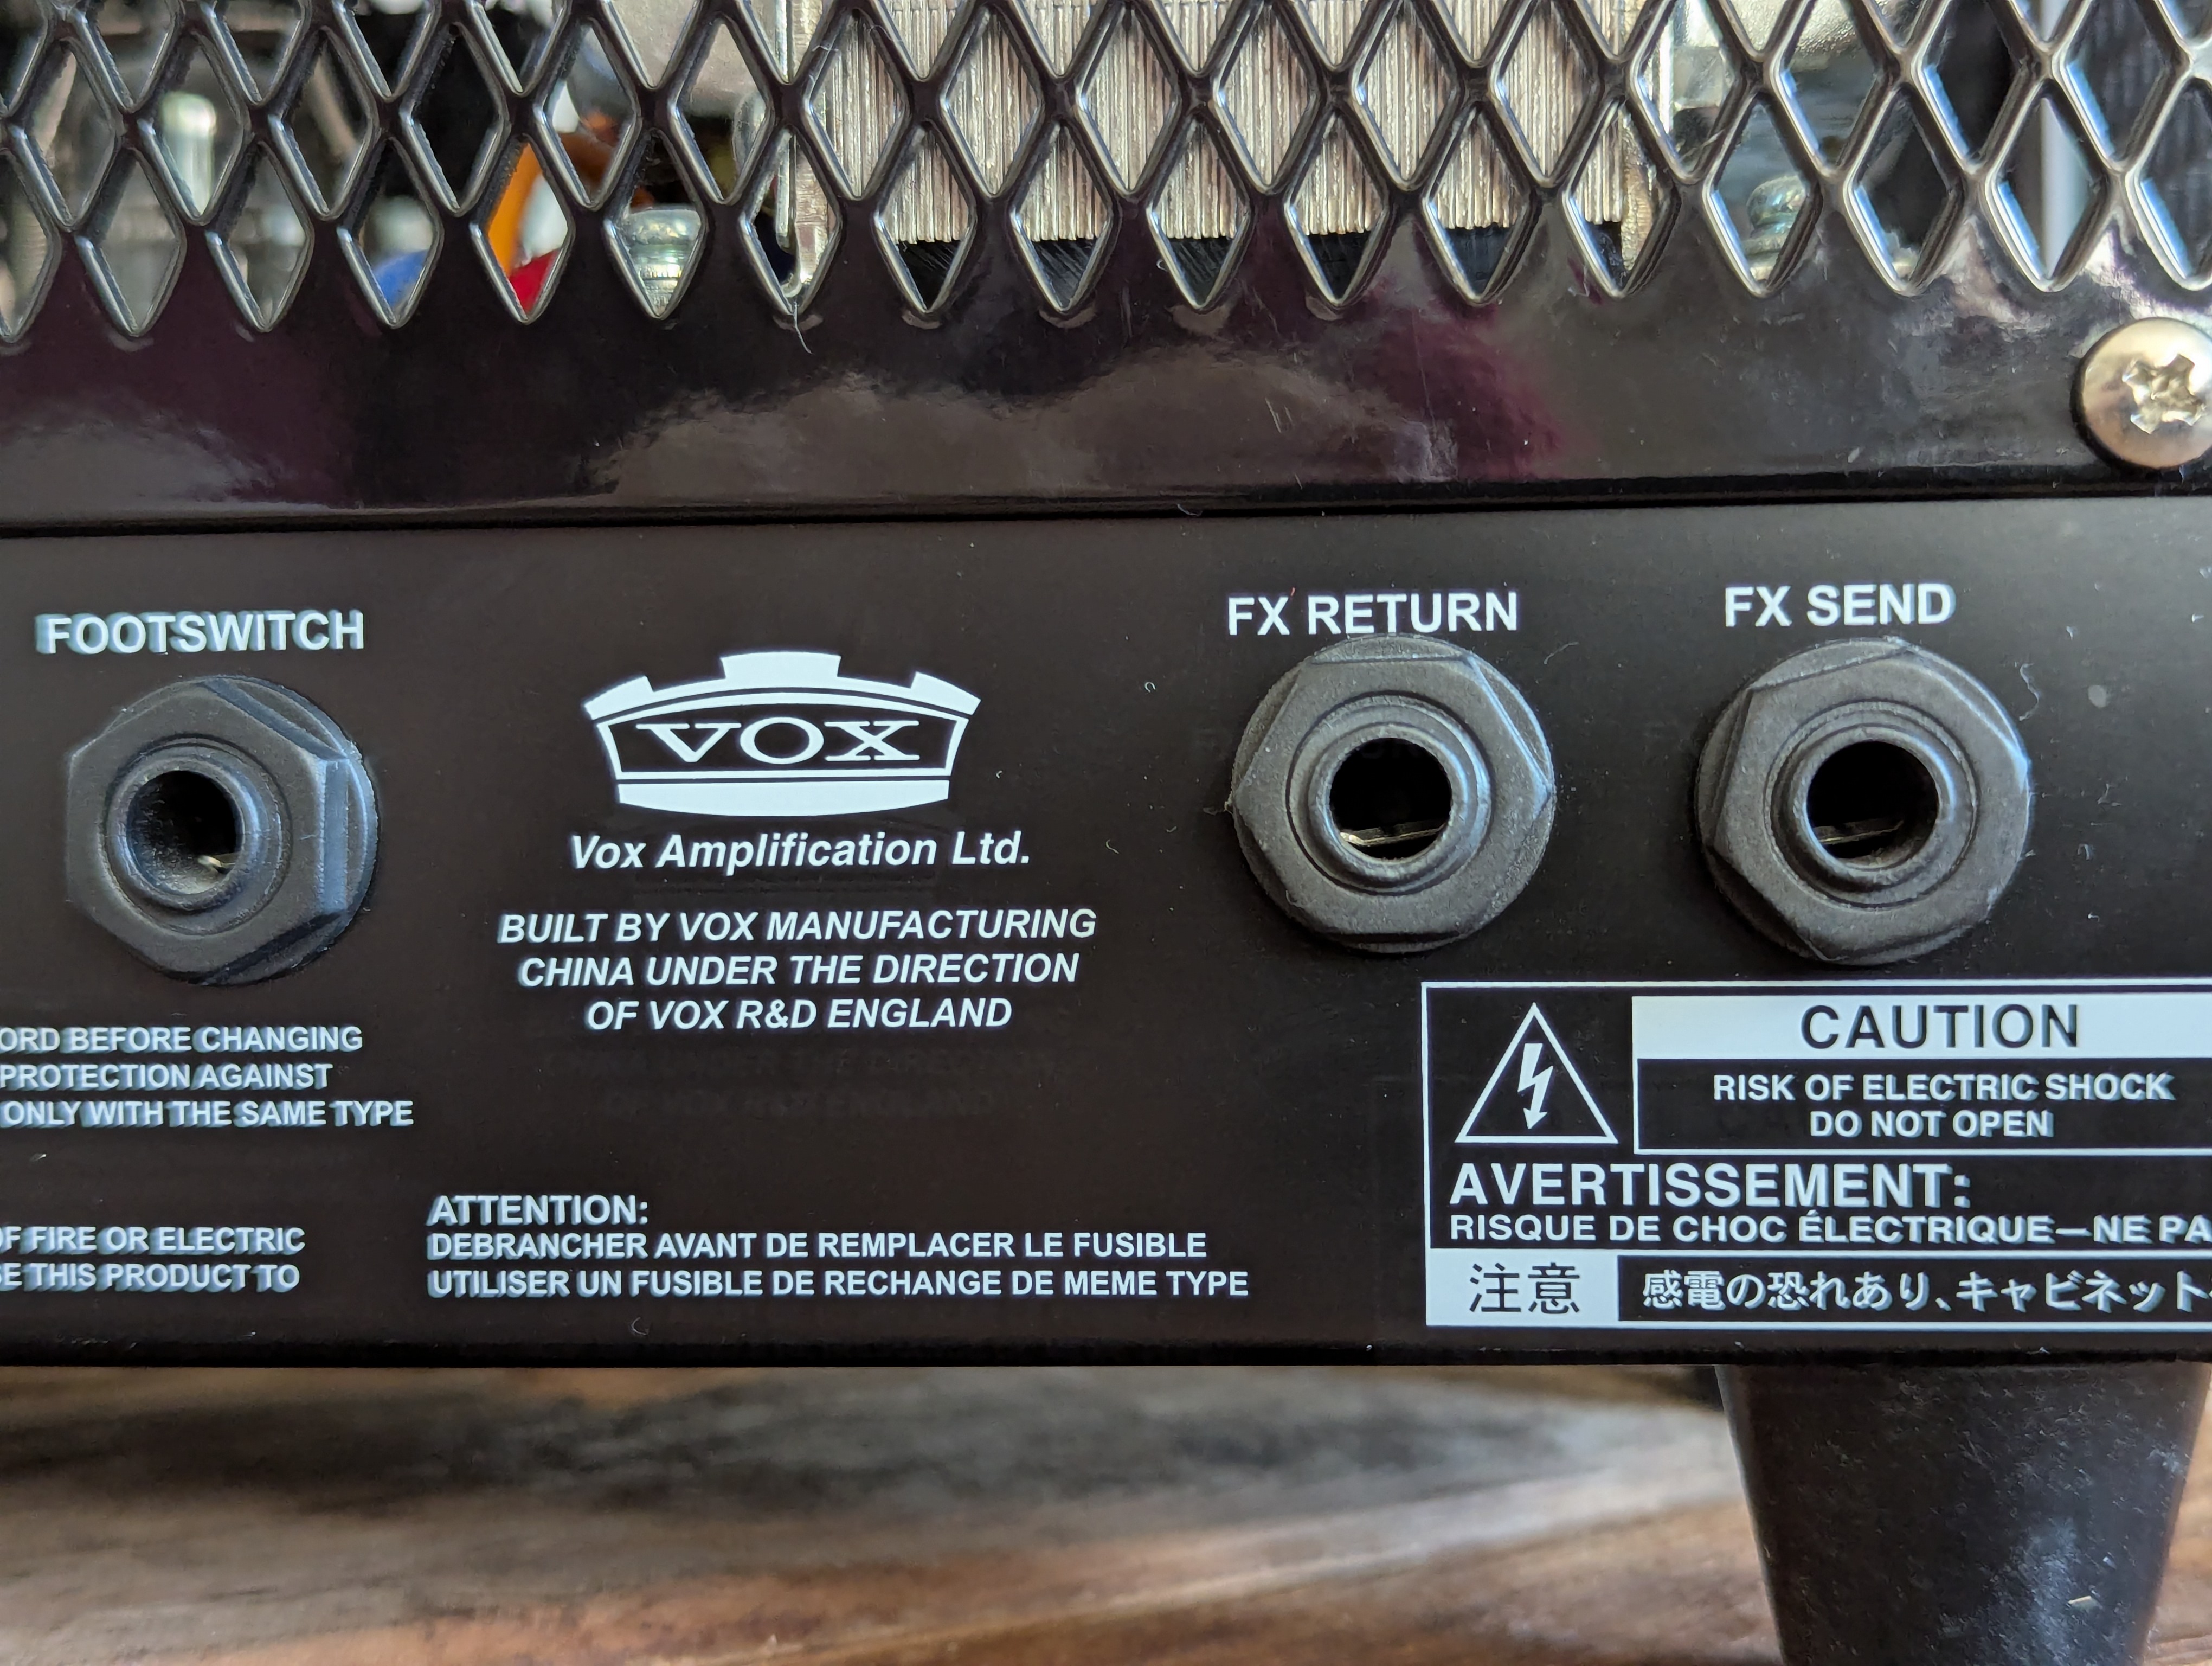 FOOTSWITCH
VOX
Vox Amplification Ltd.
BUILT BY VOX MANUFACTURING
CHINA UNDER THE DIRECTION
OF VOX R&D ENGLAND
FX RETURN
FX SEND
BEFORE CHANGING
PROTECTION AGAINST
ONLY WITH THE SAME TYPE
OF FIRE OR ELECTRIC
THIS PRODUCT TO
ATTENTION:
DEBRANCHER AVANT DE REMPLACER LE FUSIBLE
UTILISER UN FUSIBLE DE RECHANGE DE MEME TYPE
CAUTION
RISK OF ELECTRIC SHOCK
DO NOT OPEN
AVERTISSEMENT:
RISQUE DE CHOC ÉLECTRIQUE—NE PA
注意
感電の恐れあり、キャビネット